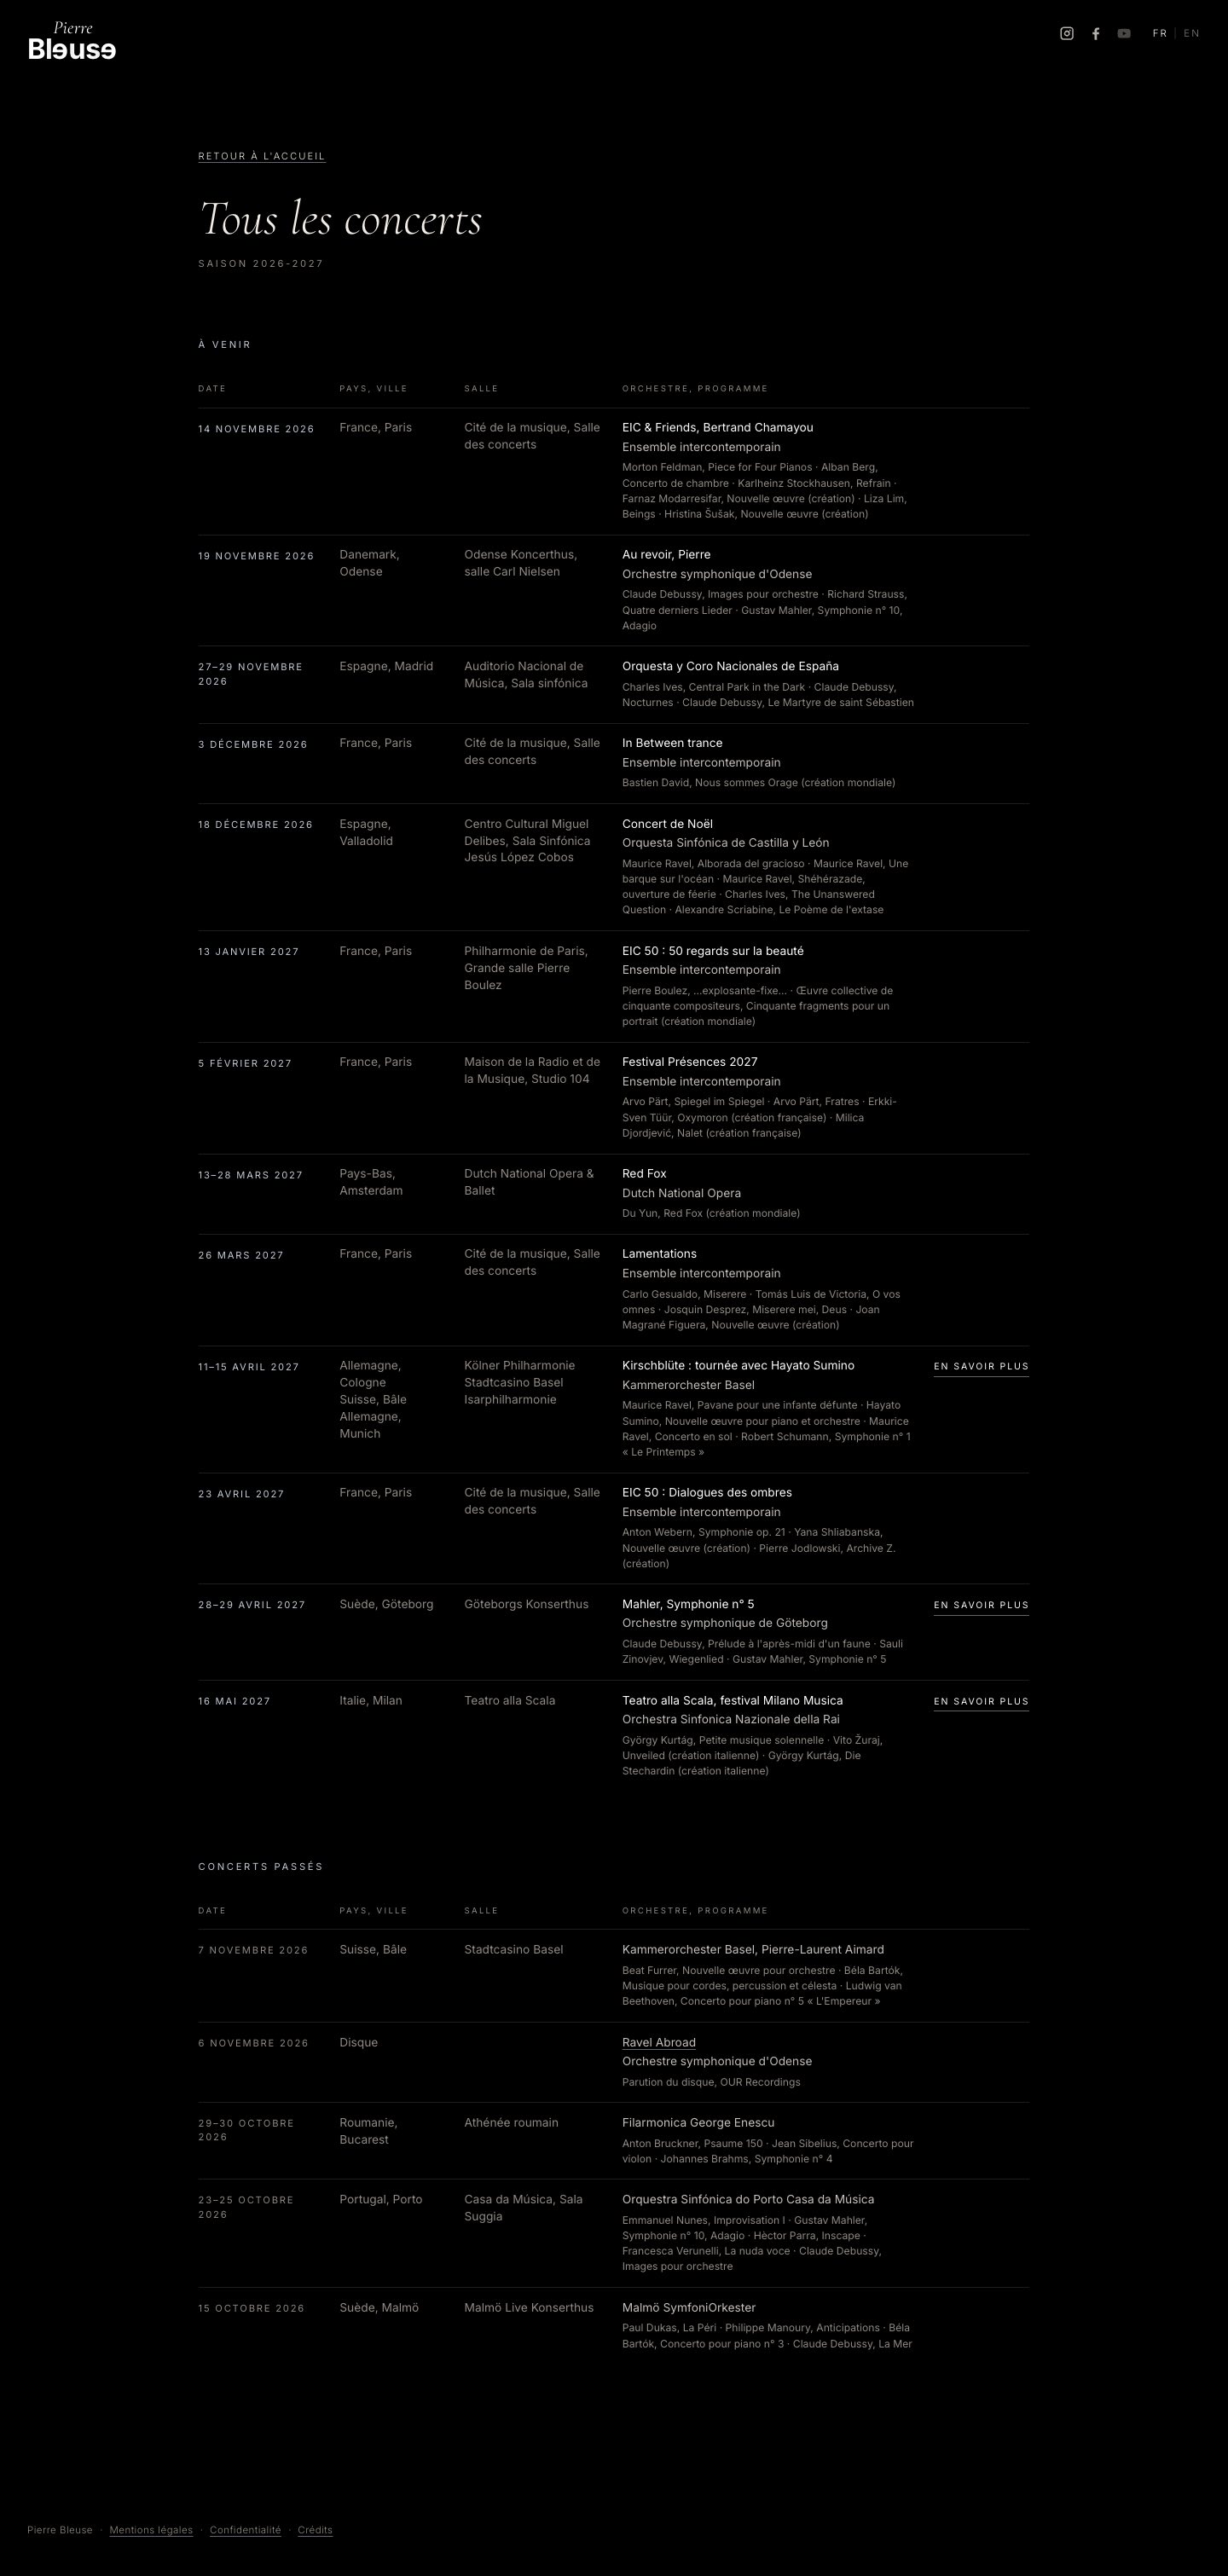 Pierre
Bleuse
FR | EN
RETOUR À L'ACCUEIL
Tous les concerts
SAISON 2026-2027
À VENIR
DATE PAYS, VILLE SALLE ORCHESTRE, PROGRAMME
14 NOVEMBRE 2026
France, Paris
Cité de la musique, Salle
des concerts
EIC & Friends, Bertrand Chamayou
Ensemble intercontemporain
Morton Feldman, Piece for Four Pianos · Alban Berg,
Concerto de chambre · Karlheinz Stockhausen, Refrain ·
Farnaz Modarresifar, Nouvelle œuvre (création) · Liza Lim,
Beings · Hristina Šušak, Nouvelle œuvre (création)
19 NOVEMBRE 2026
Danemark,
Odense
Odense Koncerthus,
salle Carl Nielsen
Au revoir, Pierre
Orchestre symphonique d'Odense
Claude Debussy, Images pour orchestre · Richard Strauss,
Quatre derniers Lieder · Gustav Mahler, Symphonie n° 10,
Adagio
27–29 NOVEMBRE
2026
Espagne, Madrid
Auditorio Nacional de
Música, Sala sinfónica
Orquesta y Coro Nacionales de España
Charles Ives, Central Park in the Dark · Claude Debussy,
Nocturnes · Claude Debussy, Le Martyre de saint Sébastien
3 DÉCEMBRE 2026
France, Paris
Cité de la musique, Salle
des concerts
In Between trance
Ensemble intercontemporain
Bastien David, Nous sommes Orage (création mondiale)
18 DÉCEMBRE 2026
Espagne,
Valladolid
Centro Cultural Miguel
Delibes, Sala Sinfónica
Jesús López Cobos
Concert de Noël
Orquesta Sinfónica de Castilla y León
Maurice Ravel, Alborada del gracioso · Maurice Ravel, Une
barque sur l'océan · Maurice Ravel, Shéhérazade,
ouverture de féerie · Charles Ives, The Unanswered
Question · Alexandre Scriabine, Le Poème de l'extase
13 JANVIER 2027
France, Paris
Philharmonie de Paris,
Grande salle Pierre
Boulez
EIC 50 : 50 regards sur la beauté
Ensemble intercontemporain
Pierre Boulez, …explosante-fixe… · Œuvre collective de
cinquante compositeurs, Cinquante fragments pour un
portrait (création mondiale)
5 FÉVRIER 2027
France, Paris
Maison de la Radio et de
la Musique, Studio 104
Festival Présences 2027
Ensemble intercontemporain
Arvo Pärt, Spiegel im Spiegel · Arvo Pärt, Fratres · Erkki-
Sven Tüür, Oxymoron (création française) · Milica
Djordjević, Nalet (création française)
13–28 MARS 2027
Pays-Bas,
Amsterdam
Dutch National Opera &
Ballet
Red Fox
Dutch National Opera
Du Yun, Red Fox (création mondiale)
26 MARS 2027
France, Paris
Cité de la musique, Salle
des concerts
Lamentations
Ensemble intercontemporain
Carlo Gesualdo, Miserere · Tomás Luis de Victoria, O vos
omnes · Josquin Desprez, Miserere mei, Deus · Joan
Magrané Figuera, Nouvelle œuvre (création)
11–15 AVRIL 2027
Allemagne,
Cologne
Suisse, Bâle
Allemagne,
Munich
Kölner Philharmonie
Stadtcasino Basel
Isarphilharmonie
Kirschblüte : tournée avec Hayato Sumino
Kammerorchester Basel
Maurice Ravel, Pavane pour une infante défunte · Hayato
Sumino, Nouvelle œuvre pour piano et orchestre · Maurice
Ravel, Concerto en sol · Robert Schumann, Symphonie n° 1
« Le Printemps »
EN SAVOIR PLUS
23 AVRIL 2027
France, Paris
Cité de la musique, Salle
des concerts
EIC 50 : Dialogues des ombres
Ensemble intercontemporain
Anton Webern, Symphonie op. 21 · Yana Shliabanska,
Nouvelle œuvre (création) · Pierre Jodlowski, Archive Z.
(création)
28–29 AVRIL 2027
Suède, Göteborg
Göteborgs Konserthus
Mahler, Symphonie n° 5
Orchestre symphonique de Göteborg
Claude Debussy, Prélude à l'après-midi d'un faune · Sauli
Zinovjev, Wiegenlied · Gustav Mahler, Symphonie n° 5
EN SAVOIR PLUS
16 MAI 2027
Italie, Milan
Teatro alla Scala
Teatro alla Scala, festival Milano Musica
Orchestra Sinfonica Nazionale della Rai
György Kurtág, Petite musique solennelle · Vito Žuraj,
Unveiled (création italienne) · György Kurtág, Die
Stechardin (création italienne)
EN SAVOIR PLUS
CONCERTS PASSÉS
DATE PAYS, VILLE SALLE ORCHESTRE, PROGRAMME
7 NOVEMBRE 2026
Suisse, Bâle
Stadtcasino Basel
Kammerorchester Basel, Pierre-Laurent Aimard
Beat Furrer, Nouvelle œuvre pour orchestre · Béla Bartók,
Musique pour cordes, percussion et célesta · Ludwig van
Beethoven, Concerto pour piano n° 5 « L'Empereur »
6 NOVEMBRE 2026
Disque
Ravel Abroad
Orchestre symphonique d'Odense
Parution du disque, OUR Recordings
29–30 OCTOBRE
2026
Roumanie,
Bucarest
Athénée roumain
Filarmonica George Enescu
Anton Bruckner, Psaume 150 · Jean Sibelius, Concerto pour
violon · Johannes Brahms, Symphonie n° 4
23–25 OCTOBRE
2026
Portugal, Porto
Casa da Música, Sala
Suggia
Orquestra Sinfónica do Porto Casa da Música
Emmanuel Nunes, Improvisation I · Gustav Mahler,
Symphonie n° 10, Adagio · Hèctor Parra, Inscape ·
Francesca Verunelli, La nuda voce · Claude Debussy,
Images pour orchestre
15 OCTOBRE 2026
Suède, Malmö
Malmö Live Konserthus
Malmö SymfoniOrkester
Paul Dukas, La Péri · Philippe Manoury, Anticipations · Béla
Bartók, Concerto pour piano n° 3 · Claude Debussy, La Mer
Pierre Bleuse · Mentions légales · Confidentialité · Crédits